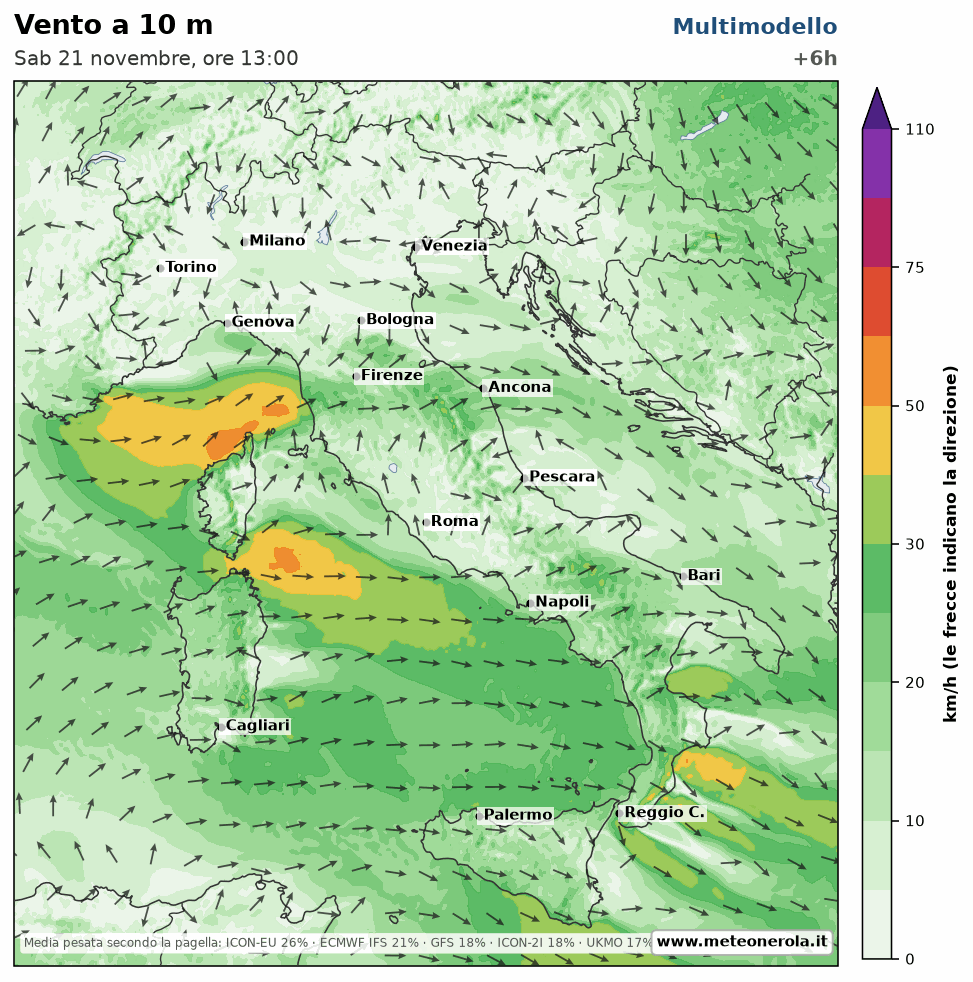 Vento a 10 m
Multimodello
Sab 21 novembre, ore 13:00
+6h
110
75
50
30
20
10
0
km/h (le frecce indicano la direzione)
Milano
Venezia
Torino
Genova
Bologna
Firenze
Ancona
Pescara
Roma
Bari
Napoli
Cagliari
Palermo
Reggio C.
Media pesata secondo la pagella: ICON-EU 26% · ECMWF IFS 21% · GFS 18% · ICON-2I 18% · UKMO 17%
www.meteonerola.it